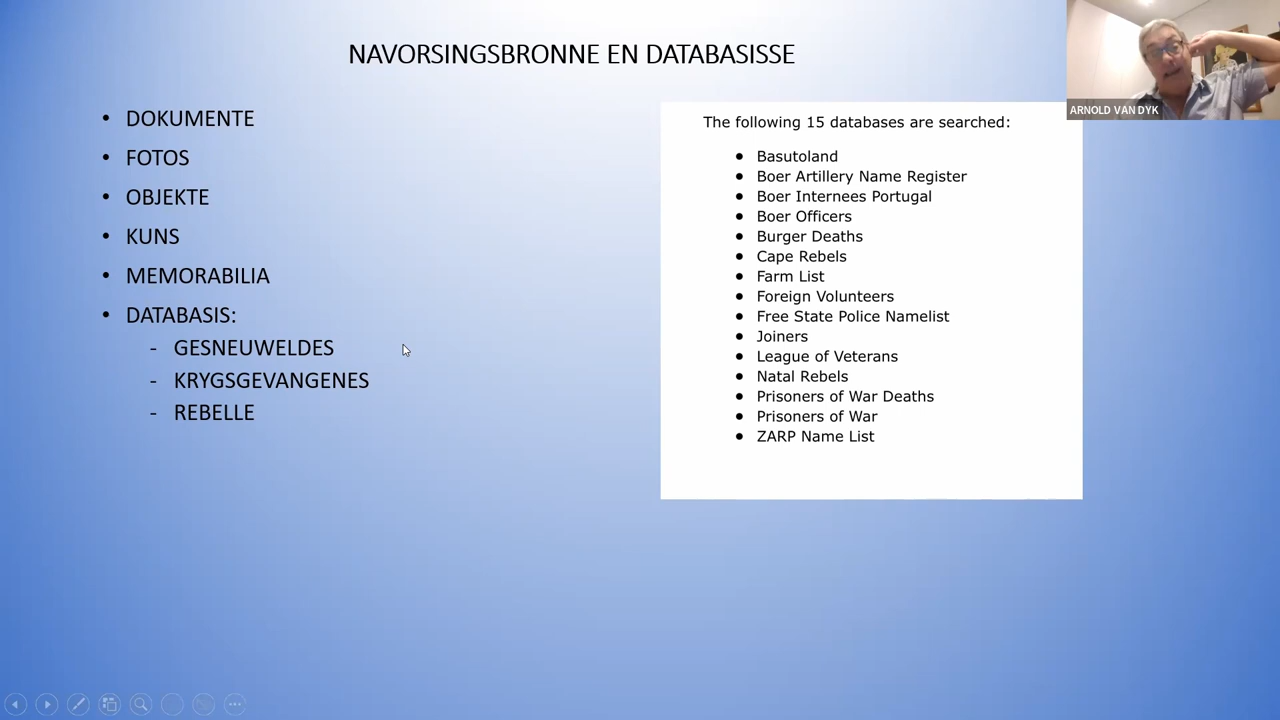 NAVORSINGSBRONNE EN DATABASISSE
• DOKUMENTE
• FOTOS
• OBJEKTE
• KUNS
• MEMORABILIA
• DATABASIS:
- GESNEUWELDES
- KRYGSGEVANGENES
- REBELLE
The following 15 databases are searched:
• Basutoland
• Boer Artillery Name Register
• Boer Internees Portugal
• Boer Officers
• Burger Deaths
• Cape Rebels
• Farm List
• Foreign Volunteers
• Free State Police Namelist
• Joiners
• League of Veterans
• Natal Rebels
• Prisoners of War Deaths
• Prisoners of War
• ZARP Name List
ARNOLD VAN DYK